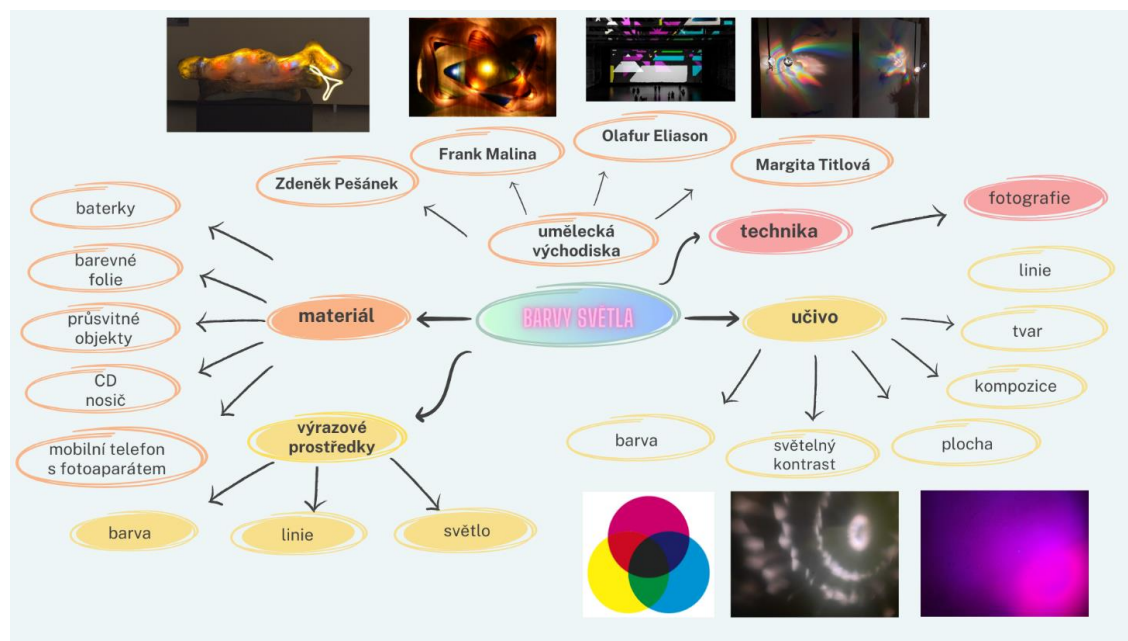 Olafur Eliason
Frank Malina
Margita Titlová
Zdeněk Pešánek
fotografie
baterky
umělecká
východiska
technika
barevné
folie
linie
průsvitné
objekty
materiál
BARVY SVĚTLA
učivo
tvar
CD
nosič
kompozice
výrazové
prostředky
mobilní telefon
s fotoaparátem
barva
světelný
kontrast
plocha
barva
linie
světlo